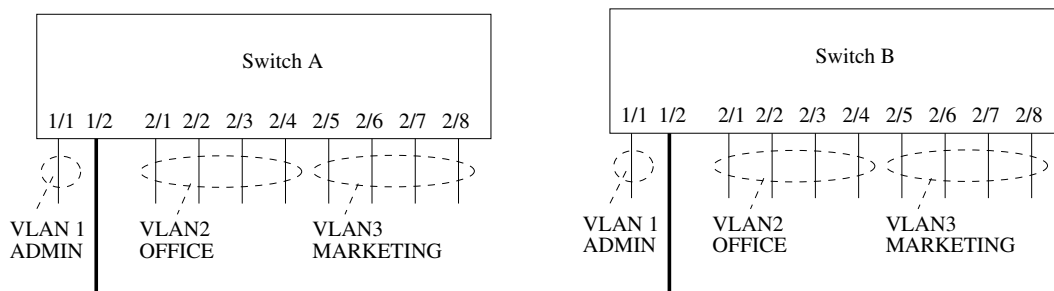 Switch A
1/1 1/2 2/1 2/2 2/3 2/4 2/5 2/6 2/7 2/8
VLAN 1
ADMIN
VLAN2
OFFICE
VLAN3
MARKETING
Switch B
1/1 1/2 2/1 2/2 2/3 2/4 2/5 2/6 2/7 2/8
VLAN 1
ADMIN
VLAN2
OFFICE
VLAN3
MARKETING